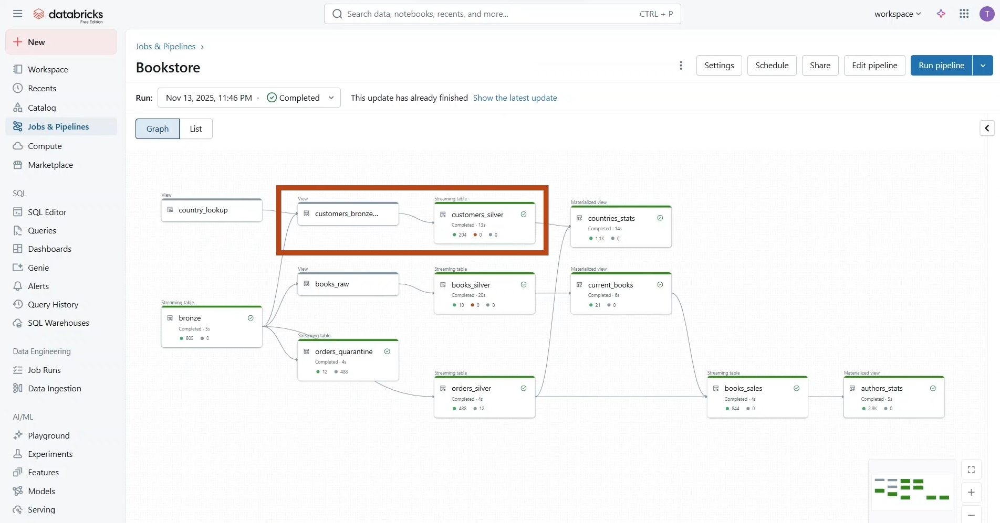 databricks
Free Edition
Search data, notebooks, recents, and more...
CTRL + P
workspace
T
New
Workspace
Recents
Catalog
Jobs & Pipelines
Compute
Marketplace
SQL
SQL Editor
Queries
Dashboards
Genie
Alerts
Query History
SQL Warehouses
Data Engineering
Job Runs
Data Ingestion
AI/ML
Playground
Experiments
Features
Models
Serving
Jobs & Pipelines ›
Bookstore
Settings
Schedule
Share
Edit pipeline
Run pipeline
Run:
Nov 13, 2025, 11:46 PM · Completed
This update has already finished
Show the latest update
Graph
List
View
country_lookup
View
customers_bronze...
Streaming table
customers_silver
Completed · 13s
204 0 0
Materialized view
countries_stats
Completed · 14s
1.1K 0
View
books_raw
Streaming table
books_silver
Completed · 20s
10 0 0
Materialized view
current_books
Completed · 6s
21 0
Streaming table
bronze
Completed · 5s
805 0
Streaming table
orders_quarantine
Completed · 4s
12 488
Streaming table
orders_silver
Completed · 4s
488 12
Streaming table
books_sales
Completed · 4s
844 0
Materialized view
authors_stats
Completed · 5s
2.9K 0